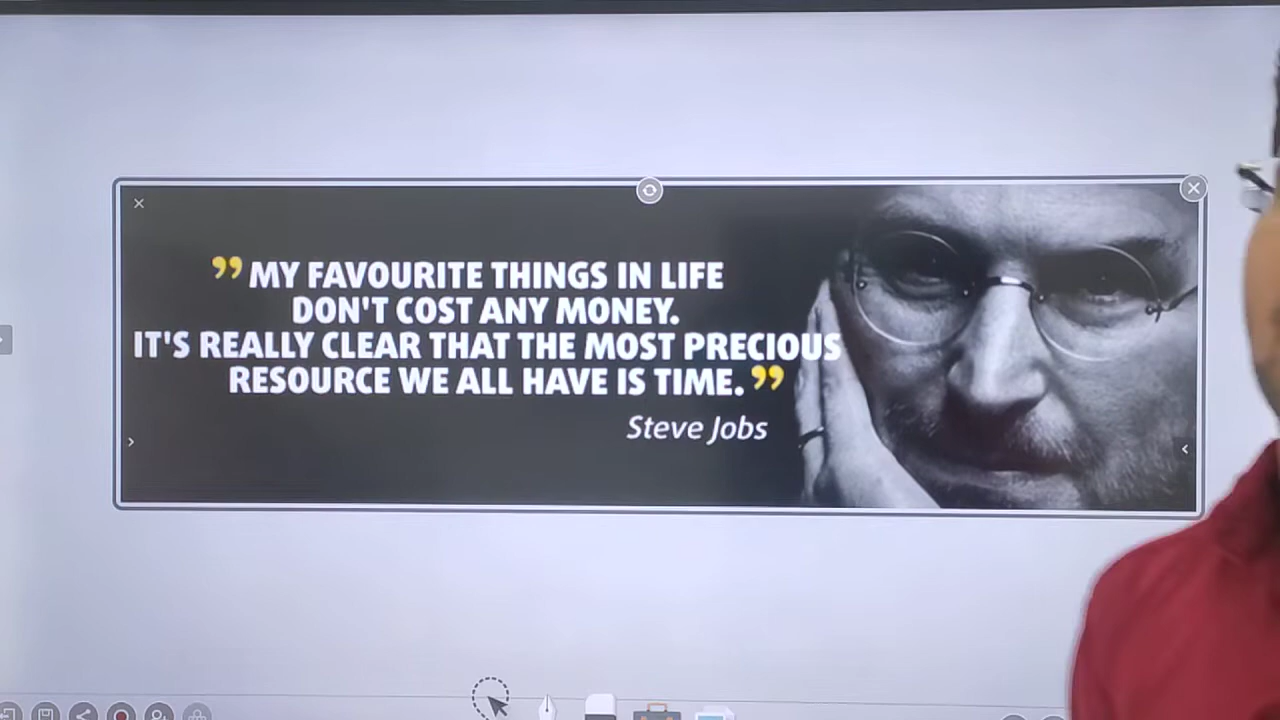 ”MY FAVOURITE THINGS IN LIFE
DON'T COST ANY MONEY.
IT'S REALLY CLEAR THAT THE MOST PRECIOUS
RESOURCE WE ALL HAVE IS TIME.”
Steve Jobs